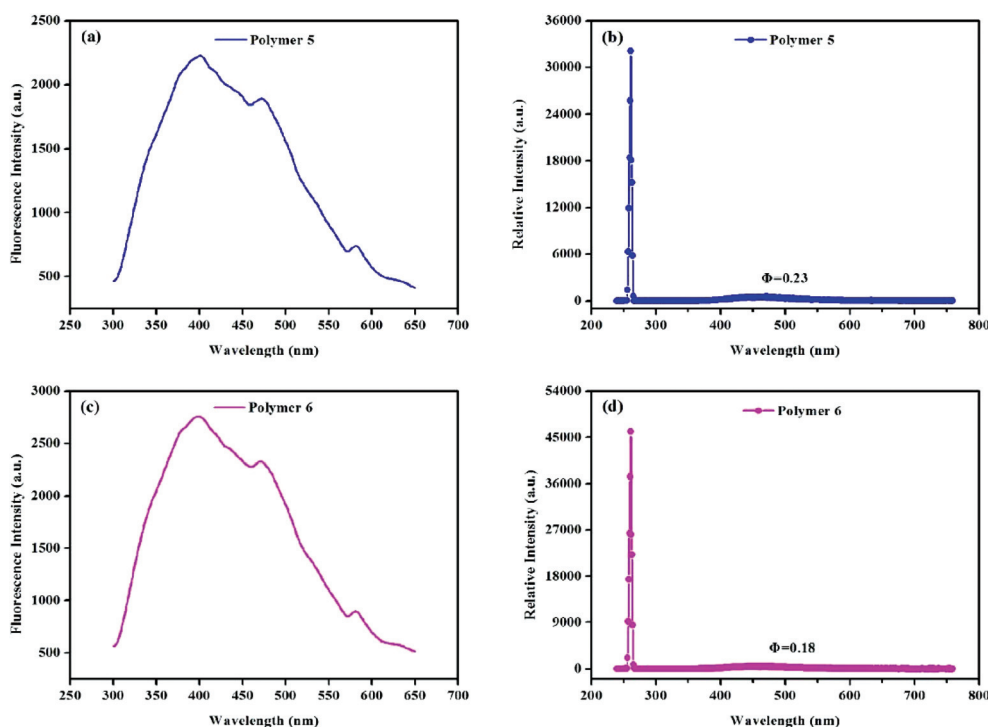 (a)
Polymer 5
2500
2000
1500
1000
500
250 300 350 400 450 500 550 600 650 700
Fluorescence Intensity (a.u.)
Wavelength (nm)
(b)
Polymer 5
36000
30000
24000
18000
12000
6000
0
Φ=0.23
200 300 400 500 600 700 800
Relative Intensity (a.u.)
Wavelength (nm)
(c)
Polymer 6
3000
2500
2000
1500
1000
500
250 300 350 400 450 500 550 600 650 700
Fluorescence Intensity (a.u.)
Wavelength (nm)
(d)
Polymer 6
54000
45000
36000
27000
18000
9000
0
Φ=0.18
200 300 400 500 600 700 800
Relative Intensity (a.u.)
Wavelength (nm)